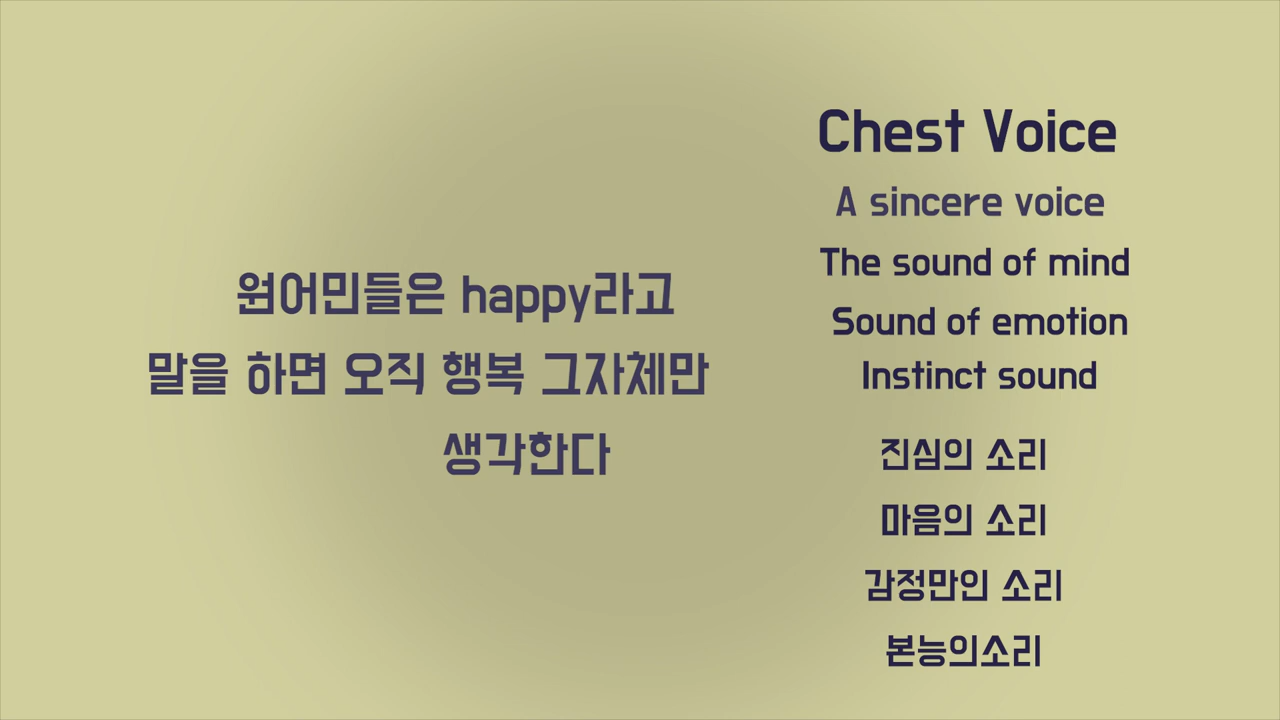 원어민들은 happy라고
말을 하면 오직 행복 그자체만
생각한다
Chest Voice
A sincere voice
The sound of mind
Sound of emotion
Instinct sound
진심의 소리
마음의 소리
감정만인 소리
본능의소리